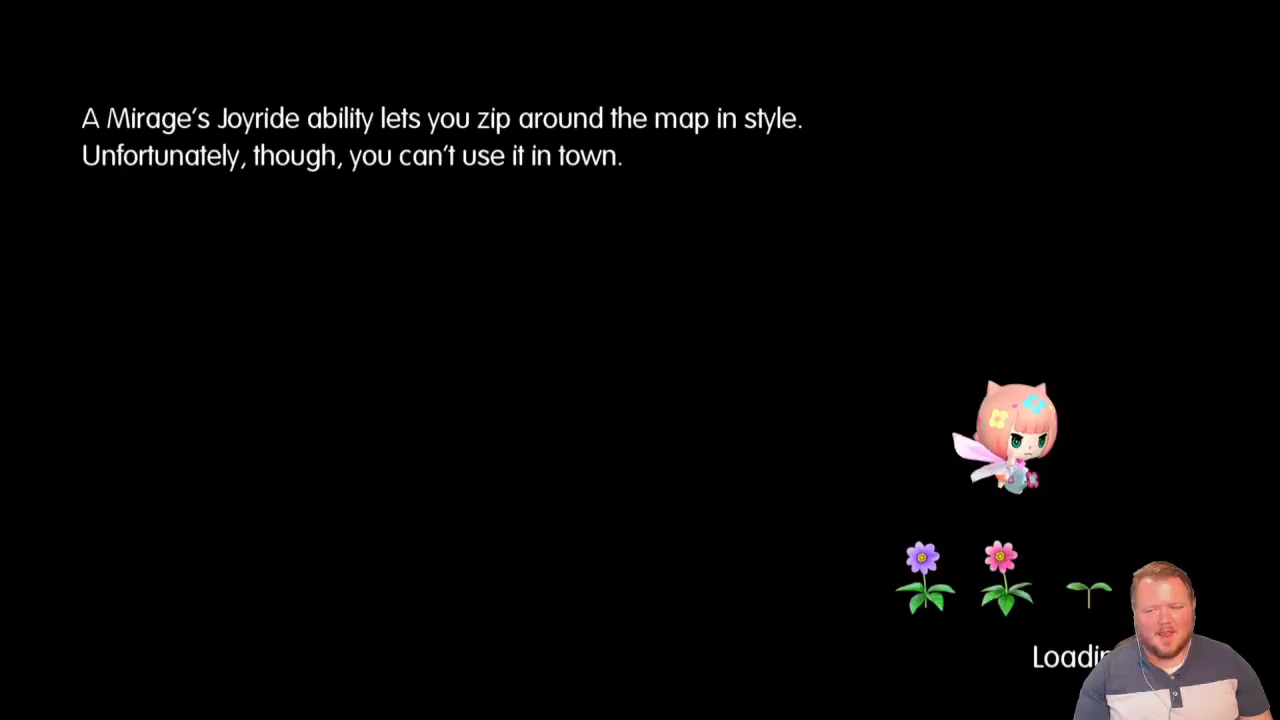 A Mirage's Joyride ability lets you zip around the map in style.
Unfortunately, though, you can't use it in town.